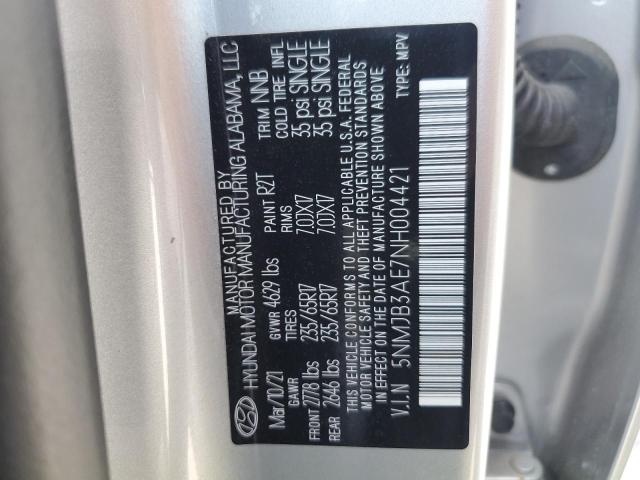 MANUFACTURED BY
HYUNDAI MOTOR MANUFACTURING ALABAMA, LLC
Mar/10/21 GVWR 4629 lbs PAINT R2T TRIM NNB
GAWR TIRES RIMS COLD TIRE INFL
FRONT 2778 lbs 235/65R17 7.0JX17 35 psi SINGLE
REAR 2646 lbs 235/65R17 7.0JX17 35 psi SINGLE
THIS VEHICLE CONFORMS TO ALL APPLICABLE U.S.A. FEDERAL
MOTOR VEHICLE SAFETY AND THEFT PREVENTION STANDARDS
IN EFFECT ON THE DATE OF MANUFACTURE SHOWN ABOVE
V.I.N 5NMJB3AE7NH004421 TYPE: MPV